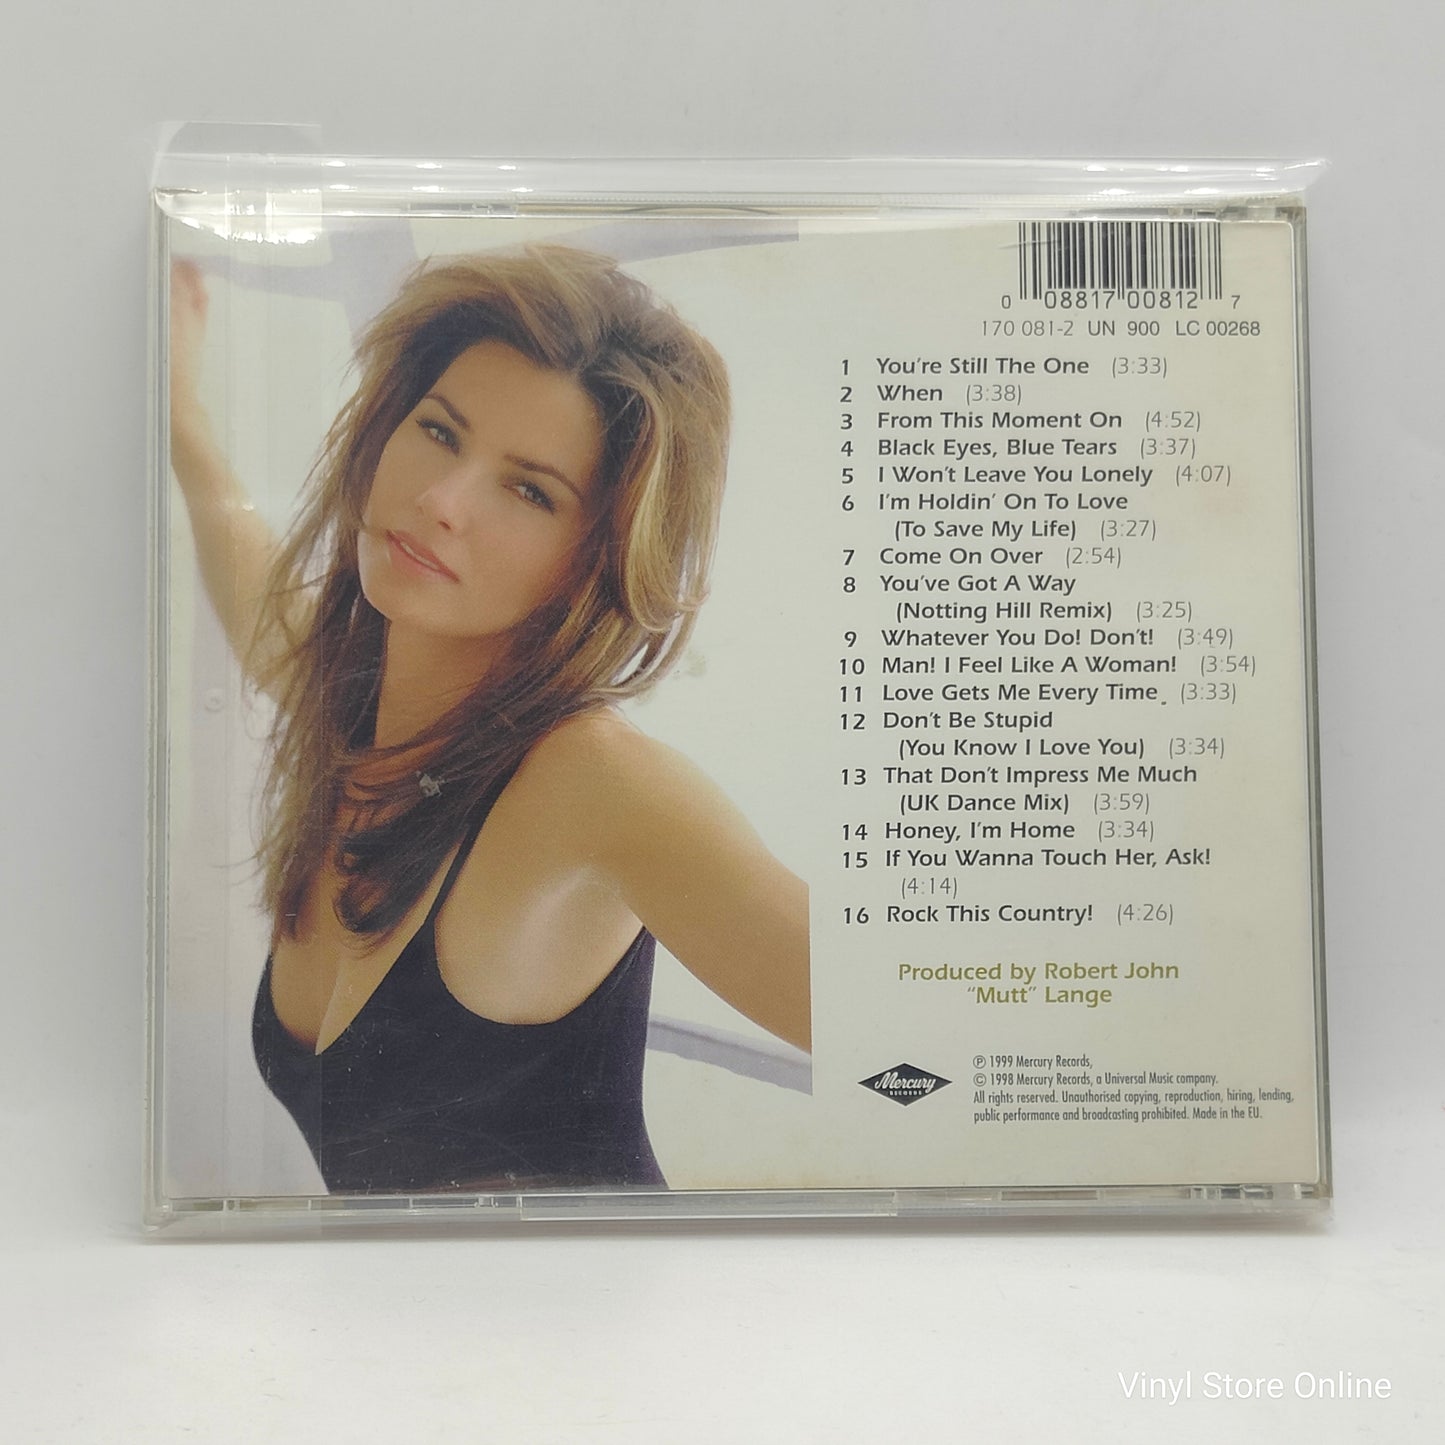 0 08817 00812 7
170 081-2 UN 900 LC 00268
1 You're Still The One (3:33)
2 When (3:38)
3 From This Moment On (4:52)
4 Black Eyes, Blue Tears (3:37)
5 I Won't Leave You Lonely (4:07)
6 I'm Holdin' On To Love
(To Save My Life) (3:27)
7 Come On Over (2:54)
8 You've Got A Way
(Notting Hill Remix) (3:25)
9 Whatever You Do! Don't! (3:49)
10 Man! I Feel Like A Woman! (3:54)
11 Love Gets Me Every Time (3:33)
12 Don't Be Stupid
(You Know I Love You) (3:34)
13 That Don't Impress Me Much
(UK Dance Mix) (3:59)
14 Honey, I'm Home (3:34)
15 If You Wanna Touch Her, Ask!
(4:14)
16 Rock This Country! (4:26)
Produced by Robert John
"Mutt" Lange
Mercury
RECORDS
℗ 1999 Mercury Records,
© 1998 Mercury Records, a Universal Music company.
All rights reserved. Unauthorised copying, reproduction, hiring, lending,
public performance and broadcasting prohibited. Made in the EU.
Vinyl Store Online